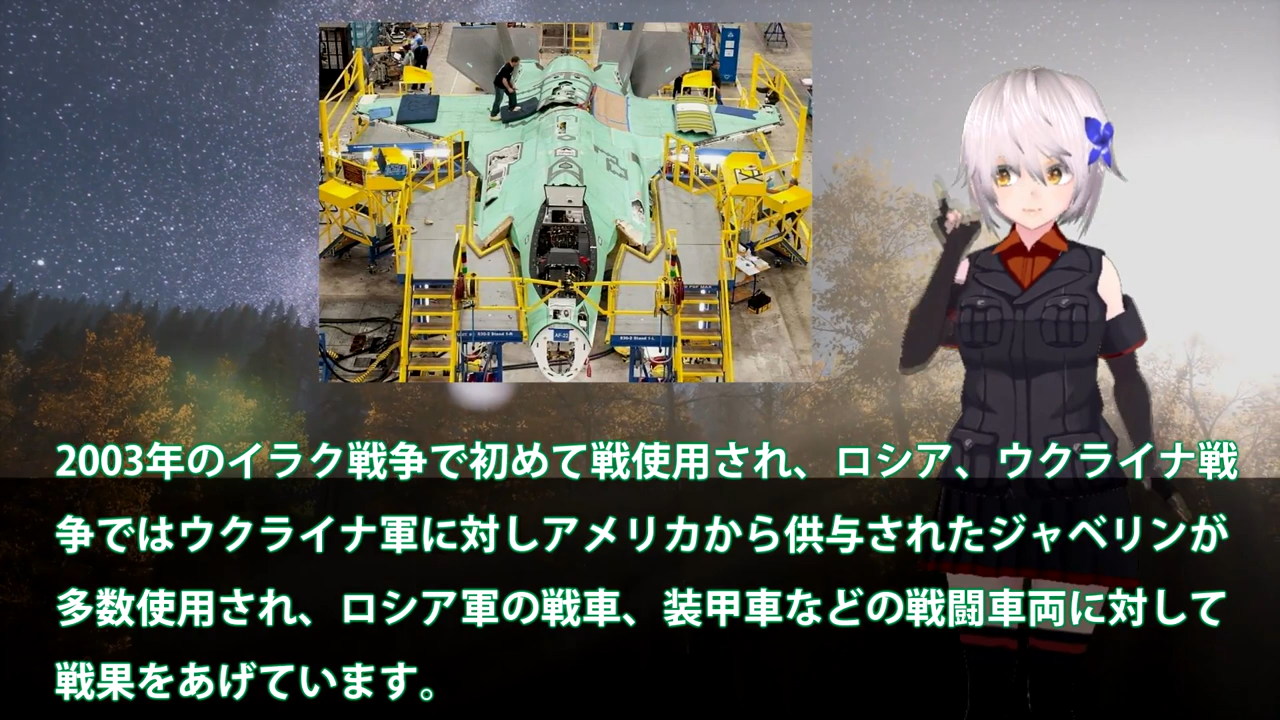 AF-22
2003年のイラク戦争で初めて戦使用され、ロシア、ウクライナ戦
争ではウクライナ軍に対しアメリカから供与されたジャベリンが
多数使用され、ロシア軍の戦車、装甲車などの戦闘車両に対して
戦果をあげています。